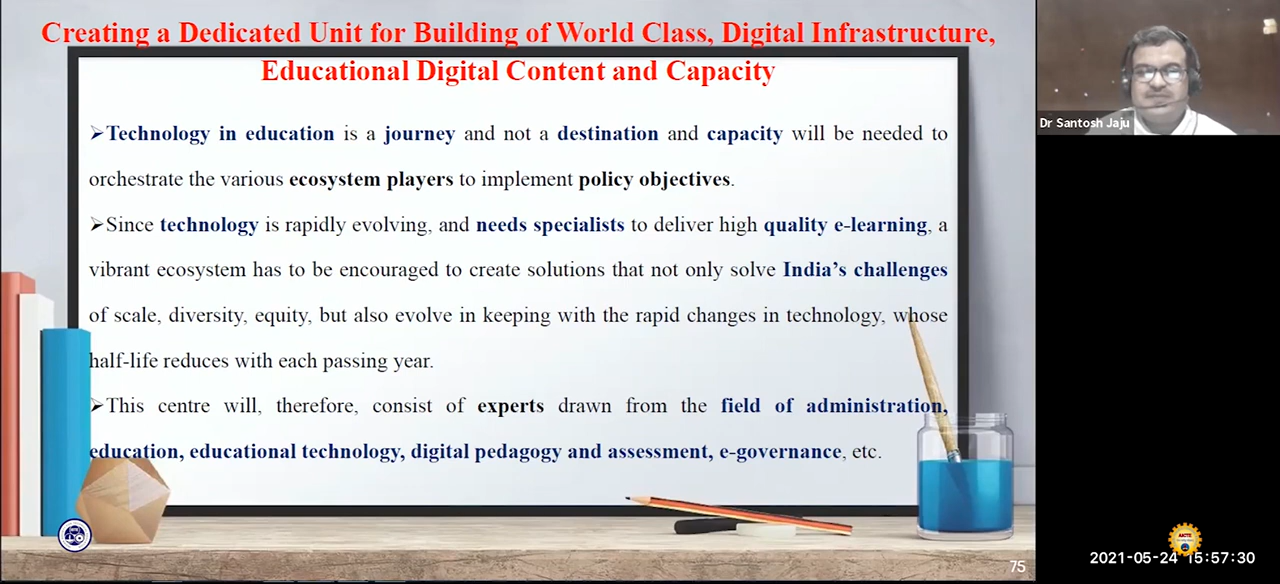 Creating a Dedicated Unit for Building of World Class, Digital Infrastructure,
Educational Digital Content and Capacity
➢Technology in education is a journey and not a destination and capacity will be needed to
orchestrate the various ecosystem players to implement policy objectives.
➢Since technology is rapidly evolving, and needs specialists to deliver high quality e-learning, a
vibrant ecosystem has to be encouraged to create solutions that not only solve India’s challenges
of scale, diversity, equity, but also evolve in keeping with the rapid changes in technology, whose
half-life reduces with each passing year.
➢This centre will, therefore, consist of experts drawn from the field of administration,
education, educational technology, digital pedagogy and assessment, e-governance, etc.
75
Dr Santosh Jaju
AICTE
2021-05-24 15:57:30